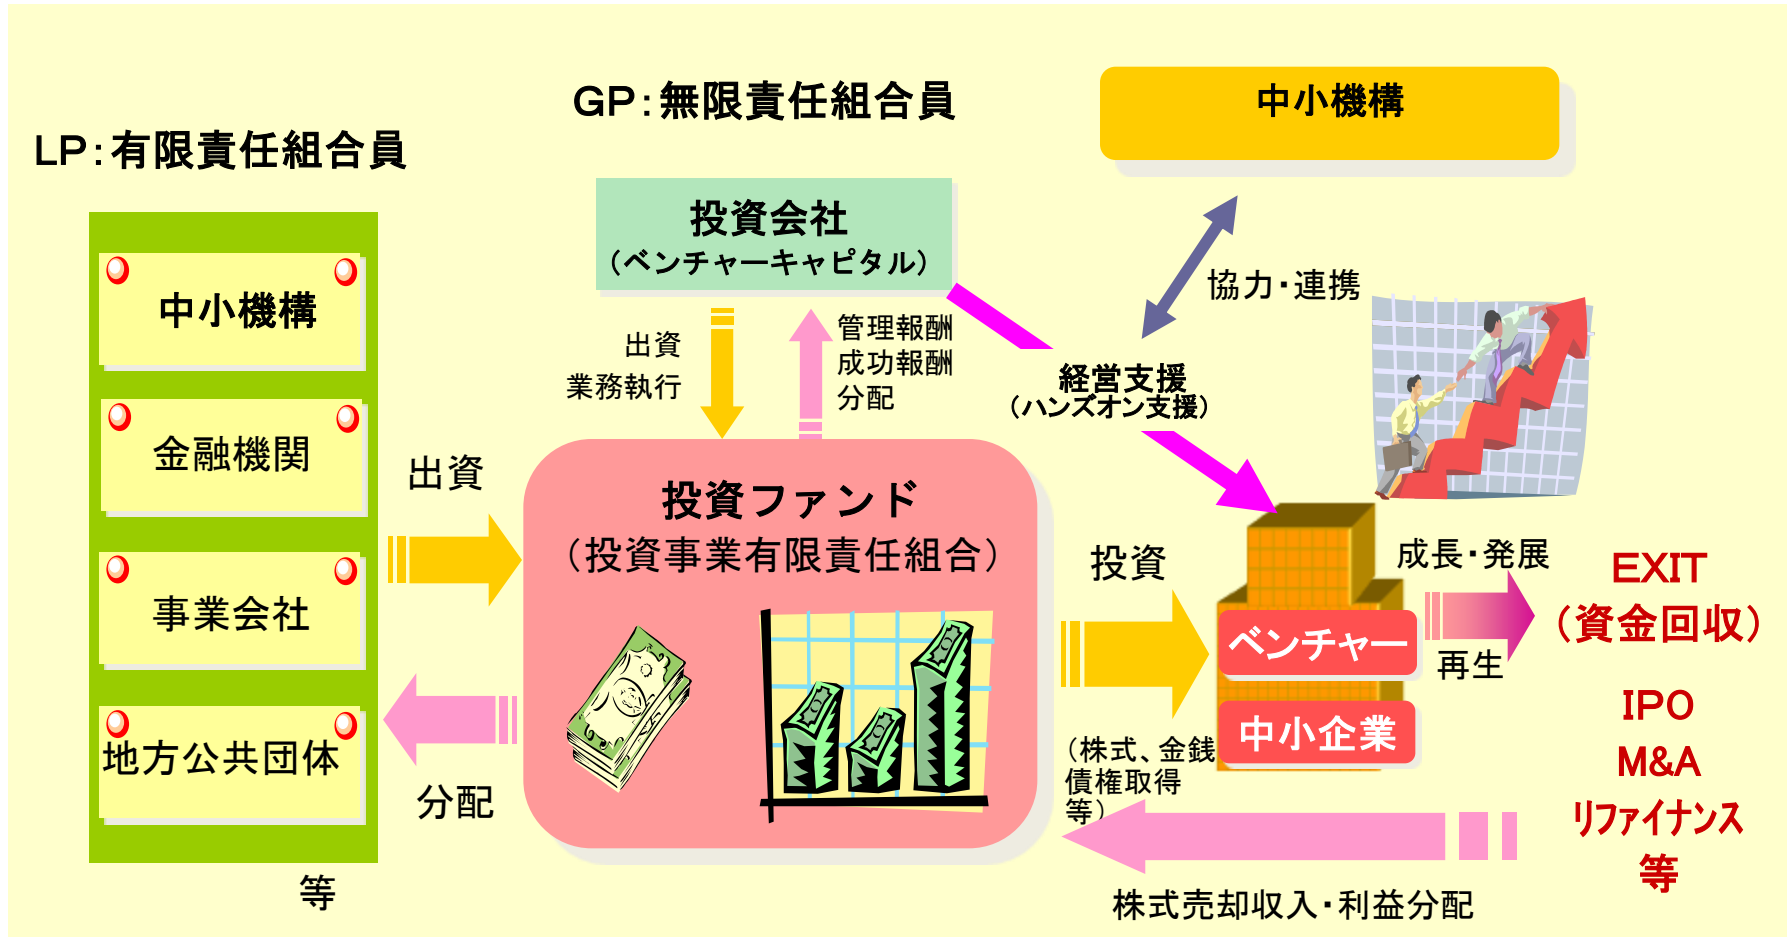 LP：有限責任組合員
中小機構
金融機関
事業会社
地方公共団体
等
出資
分配
GP：無限責任組合員
投資会社
（ベンチャーキャピタル）
出資
業務執行
管理報酬
成功報酬
分配
投資ファンド
（投資事業有限責任組合）
中小機構
協力・連携
経営支援
（ハンズオン支援）
投資
（株式、金銭
債権取得
等）
ベンチャー
中小企業
成長・発展
再生
EXIT
（資金回収）
IPO
M&A
リファイナンス
等
株式売却収入・利益分配